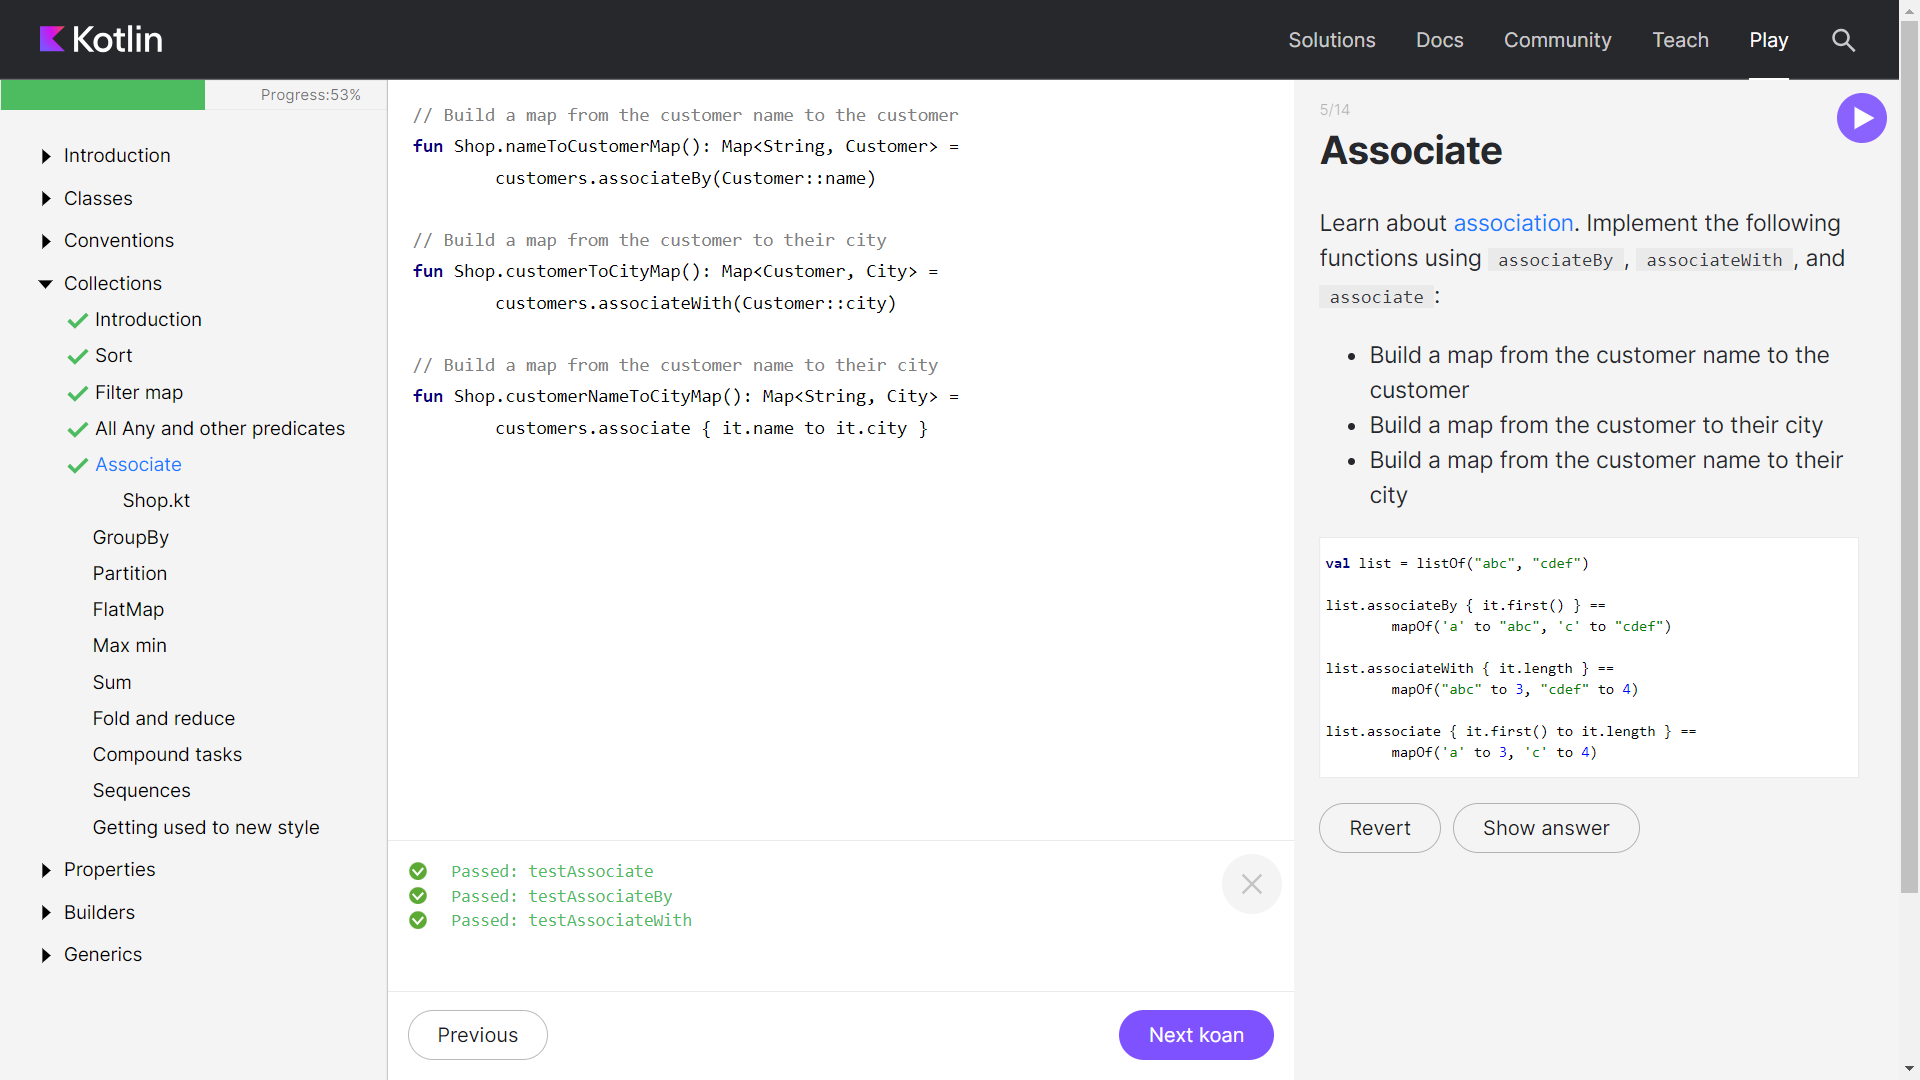 Kotlin
Solutions
Docs
Community
Teach
Play
Progress:53%
Introduction
Classes
Conventions
Collections
Introduction
Sort
Filter map
All Any and other predicates
Associate
Shop.kt
GroupBy
Partition
FlatMap
Max min
Sum
Fold and reduce
Compound tasks
Sequences
Getting used to new style
Properties
Builders
Generics
// Build a map from the customer name to the customer
fun Shop.nameToCustomerMap(): Map<String, Customer> =
customers.associateBy(Customer::name)
// Build a map from the customer to their city
fun Shop.customerToCityMap(): Map<Customer, City> =
customers.associateWith(Customer::city)
// Build a map from the customer name to their city
fun Shop.customerNameToCityMap(): Map<String, City> =
customers.associate { it.name to it.city }
Passed: testAssociate
Passed: testAssociateBy
Passed: testAssociateWith
Previous
Next koan
5/14
Associate
Learn about association. Implement the following
functions using associateBy , associateWith , and
associate :
• Build a map from the customer name to the
customer
• Build a map from the customer to their city
• Build a map from the customer name to their
city
val list = listOf("abc", "cdef")
list.associateBy { it.first() } ==
mapOf('a' to "abc", 'c' to "cdef")
list.associateWith { it.length } ==
mapOf("abc" to 3, "cdef" to 4)
list.associate { it.first() to it.length } ==
mapOf('a' to 3, 'c' to 4)
Revert
Show answer